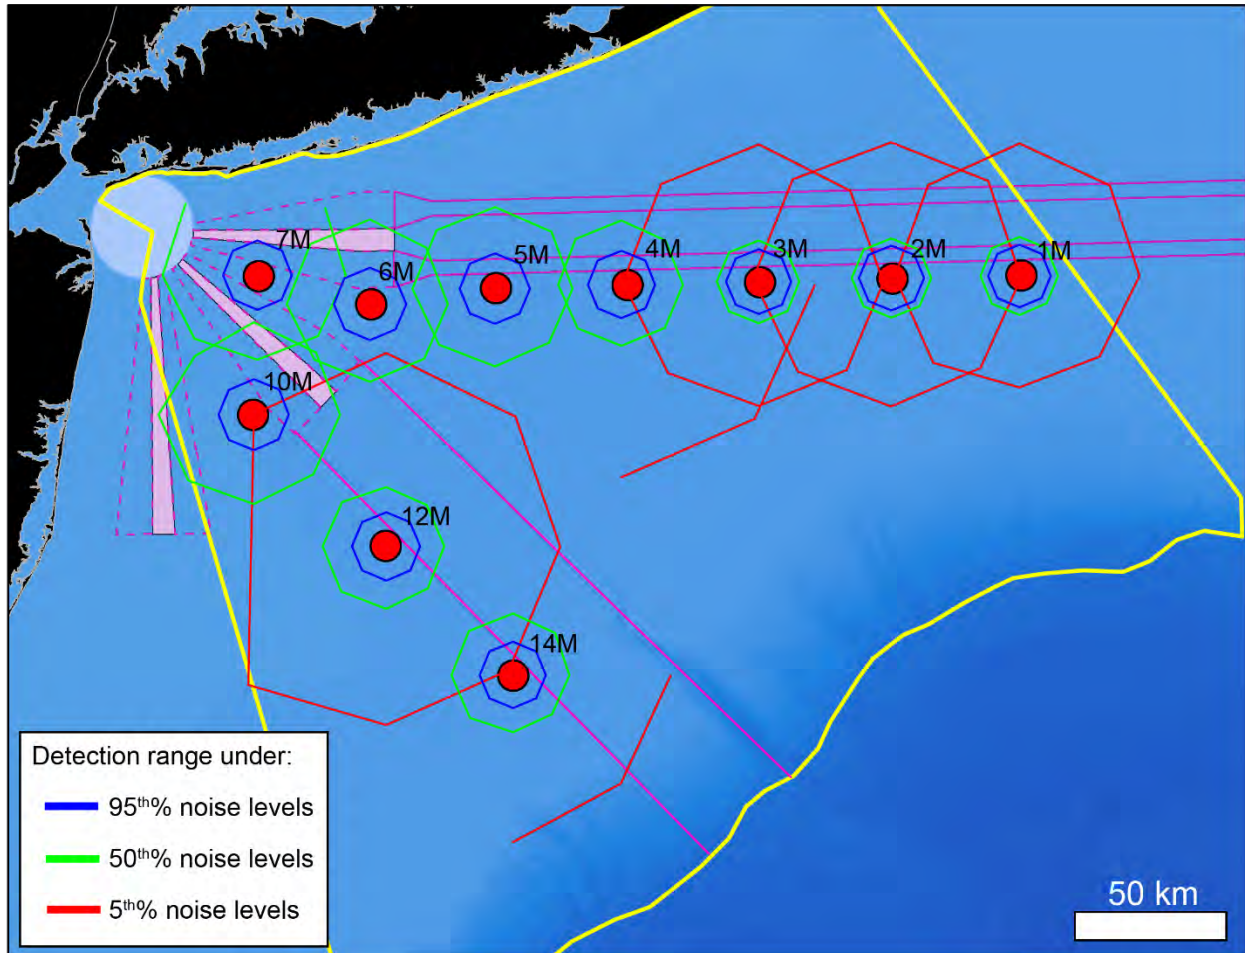 7M
6M
5M
4M
3M
2M
1M
10M
12M
14M
Detection range under:
95th% noise levels
50th% noise levels
5th% noise levels
50 km